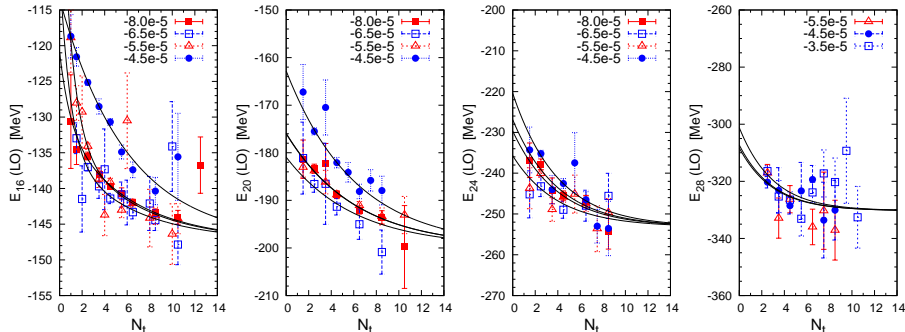 E16 (LO) [MeV]
-115
-120
-125
-130
-135
-140
-145
-150
-155
0 2 4 6 8 10 12 14
Nt
-8.0e-5
-6.5e-5
-5.5e-5
-4.5e-5
E20 (LO) [MeV]
-150
-160
-170
-180
-190
-200
-210
0 2 4 6 8 10 12 14
Nt
-8.0e-5
-6.5e-5
-5.5e-5
-4.5e-5
E24 (LO) [MeV]
-200
-210
-220
-230
-240
-250
-260
-270
0 2 4 6 8 10 12 14
Nt
-8.0e-5
-6.5e-5
-5.5e-5
-4.5e-5
E28 (LO) [MeV]
-260
-280
-300
-320
-340
-360
0 2 4 6 8 10 12 14
Nt
-5.5e-5
-4.5e-5
-3.5e-5